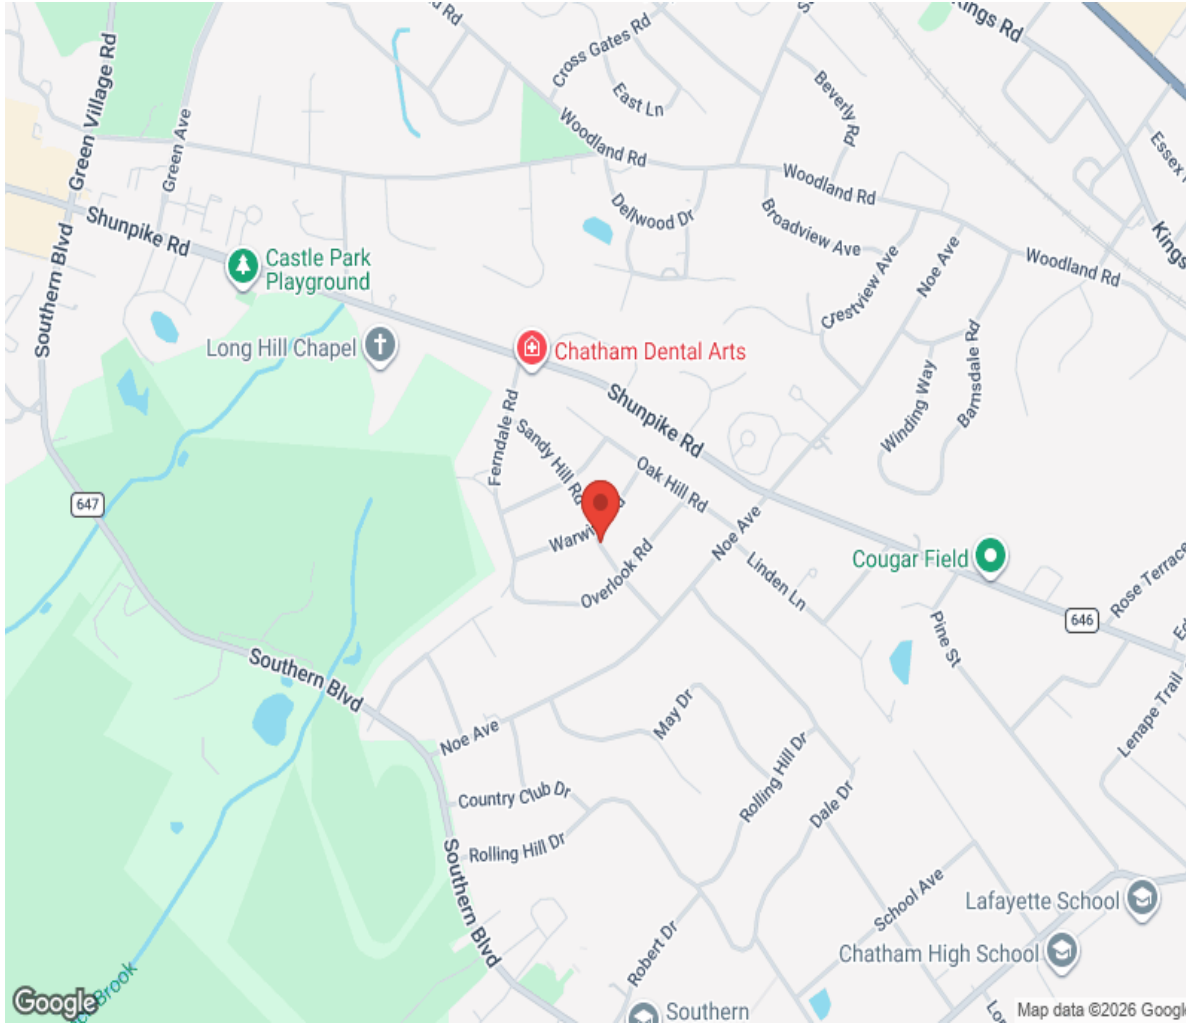 Rd
Cross Gates Rd
East Ln
Beverly Rd
Kings Rd
Green Village Rd
Green Ave
Woodland Rd
Woodland Rd
Essex
Shunpike Rd
Dellwood Dr
Broadview Ave
Crestview Ave
Noe Ave
Woodland Rd
Kings
Southern Blvd
Castle Park
Playground
Long Hill Chapel
Chatham Dental Arts
Shunpike Rd
Winding Way
Barnsdale Rd
Ferndale Rd
Sandy Hill Rd
Oak Hill Rd
647
Warwi
Overlook Rd
Noe Ave
Linden Ln
Cougar Field
Rose Terrace
646
Pine St
Lenape Trail
Southern Blvd
Noe Ave
May Dr
Rolling Hill Dr
Dale Dr
Country Club Dr
Rolling Hill Dr
Southern Blvd
School Ave
Lafayette School
Chatham High School
Robert Dr
Brook
Southern
Google
Map data ©2026 Google